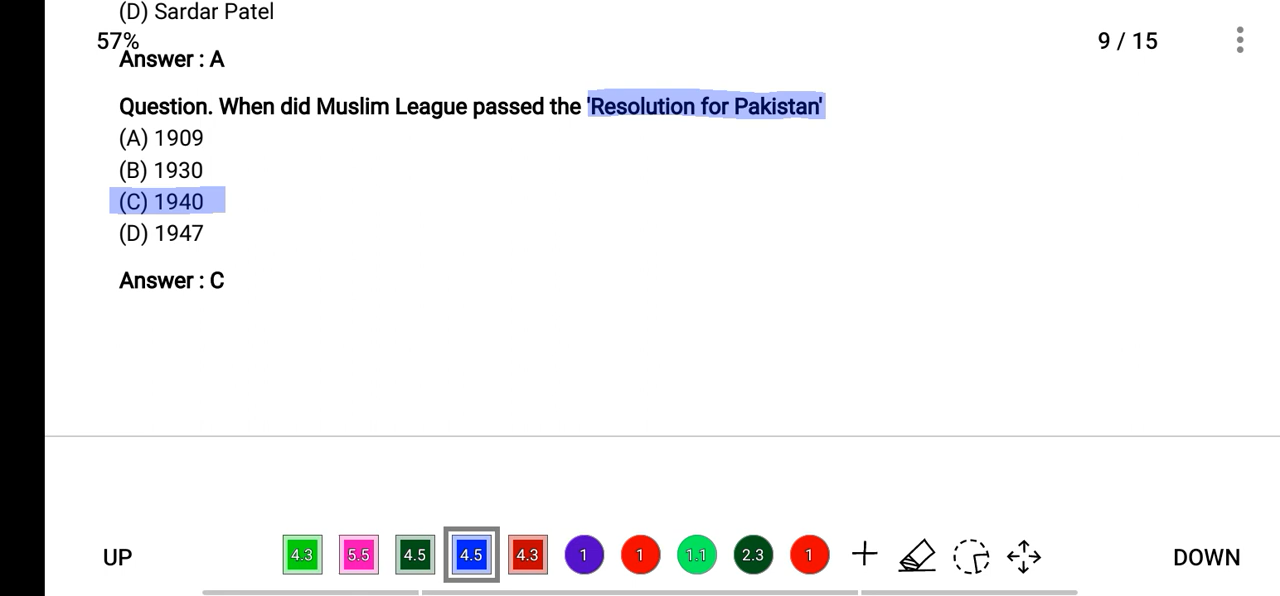 (D) Sardar Patel
57%
9 / 15
Answer : A
Question. When did Muslim League passed the 'Resolution for Pakistan'
(A) 1909
(B) 1930
(C) 1940
(D) 1947
Answer : C
UP 4.3 5.5 4.5 4.5 4.3 1 1 1.1 2.3 1 DOWN